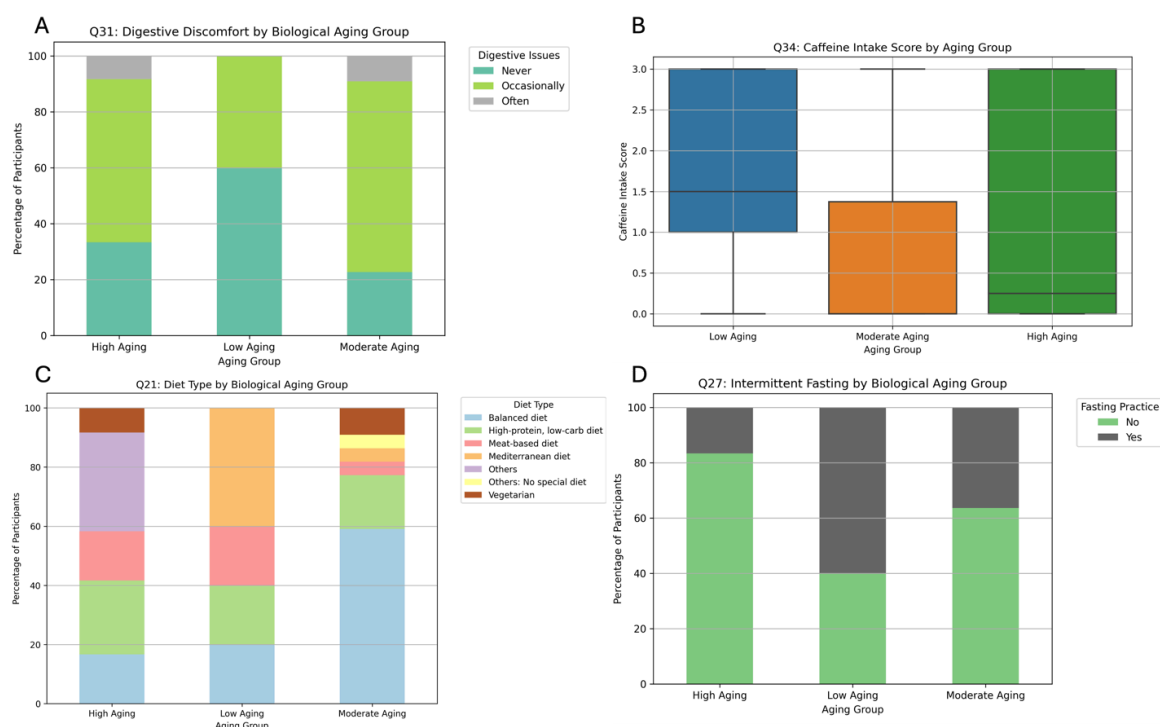 A
Q31: Digestive Discomfort by Biological Aging Group
Percentage of Participants
100
80
60
40
20
0
High Aging
Low Aging
Moderate Aging
Aging Group
Digestive Issues
Never
Occasionally
Often
B
Q34: Caffeine Intake Score by Aging Group
Caffeine Intake Score
3.0
2.5
2.0
1.5
1.0
0.5
0.0
Low Aging
Moderate Aging
High Aging
Aging Group
C
Q21: Diet Type by Biological Aging Group
Percentage of Participants
100
80
60
40
20
0
High Aging
Low Aging
Moderate Aging
Aging Group
Diet Type
Balanced diet
High-protein, low-carb diet
Meat-based diet
Mediterranean diet
Others
Others: No special diet
Vegetarian
D
Q27: Intermittent Fasting by Biological Aging Group
Percentage of Participants
100
80
60
40
20
0
High Aging
Low Aging
Moderate Aging
Aging Group
Fasting Practice
No
Yes